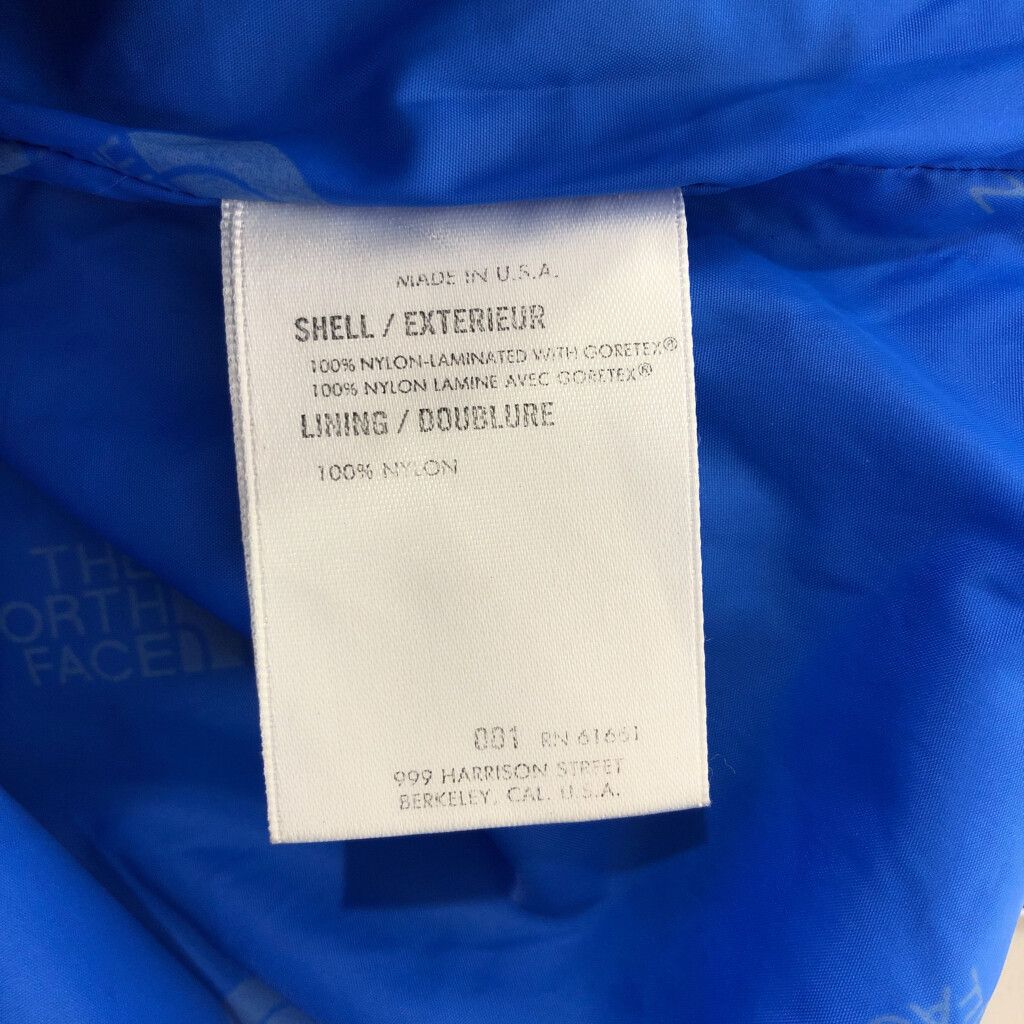 MADE IN U.S.A.
SHELL / EXTERIEUR
100% NYLON-LAMINATED WITH GORETEX®
100% NYLON LAMINE AVEC GORETEX®
LINING / DOUBLURE
100% NYLON
THE
ORTH
FACE
001 RN 61661
999 HARRISON STREET
BERKELEY, CAL. U.S.A.
FAC